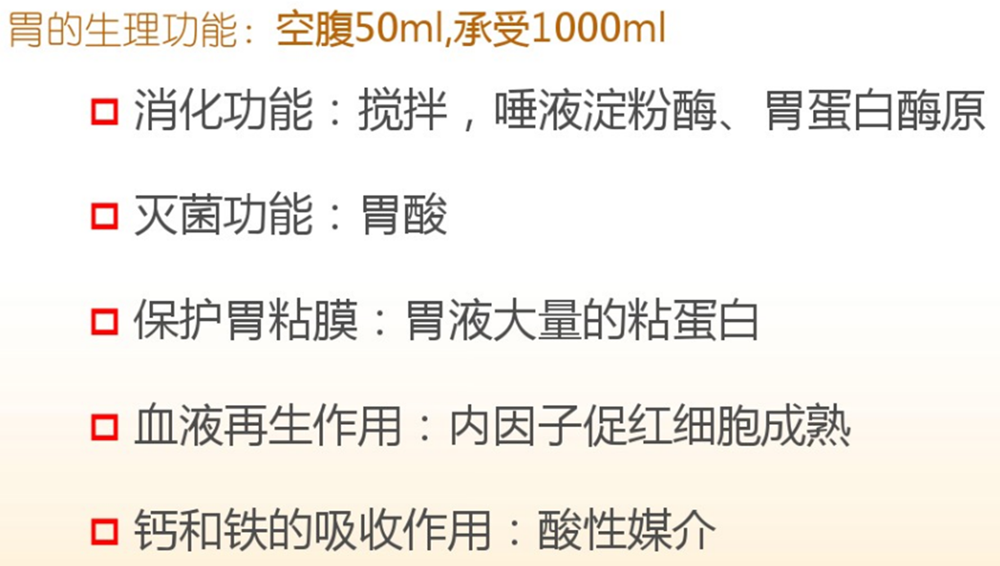 胃的生理功能：空腹50ml,承受1000ml
消化功能：搅拌，唾液淀粉酶、胃蛋白酶原
灭菌功能：胃酸
保护胃粘膜：胃液大量的粘蛋白
血液再生作用：内因子促红细胞成熟
钙和铁的吸收作用：酸性媒介